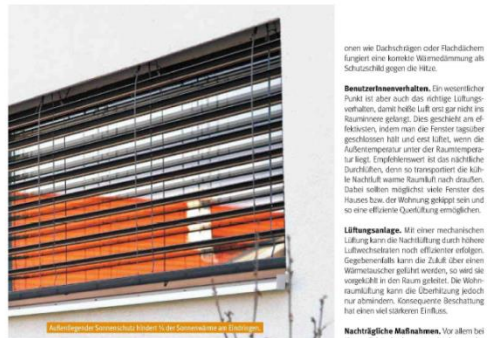 onen wie Dachschrägen oder Flachdächern
fungiert eine korrekte Wärmedämmung als
Schutzschild gegen die Hitze.
BenutzerInnenverhalten. Ein wesentlicher
Punkt ist aber auch das richtige Lüftungs-
verhalten, damit heiße Luft erst gar nicht ins
Rauminnere gelangt. Dies geschieht am ef-
fektivsten, indem man die Fenster tagsüber
geschlossen hält und erst lüftet, wenn die
Außentemperatur unter der Raumtempera-
tur liegt. Empfehlenswert ist das nächtliche
Durchlüften, denn so transportiert die küh-
le Nachtluft warme Raumluft nach draußen.
Dabei sollten möglichst viele Fenster des
Hauses bzw. der Wohnung gekippt sein und
so eine effiziente Querlüftung ermöglichen.
Lüftungsanlage. Mit einer mechanischen
Lüftung kann die Nachtlüftung durch höhere
Luftwechselraten noch effizienter erfolgen.
Gegebenenfalls kann die Zuluft über einen
Wärmetauscher geführt werden, so wird sie
vorgekühlt in den Raum geleitet. Die Wohn-
raumlüftung kann die Überhitzung jedoch
nur abmindern. Konsequente Beschattung
hat einen viel stärkeren Einfluss.
Nachträgliche Maßnahmen. Vor allem bei
Außenliegender Sonnenschutz hindert ¾ der Sonnenwärme am Eindringen.